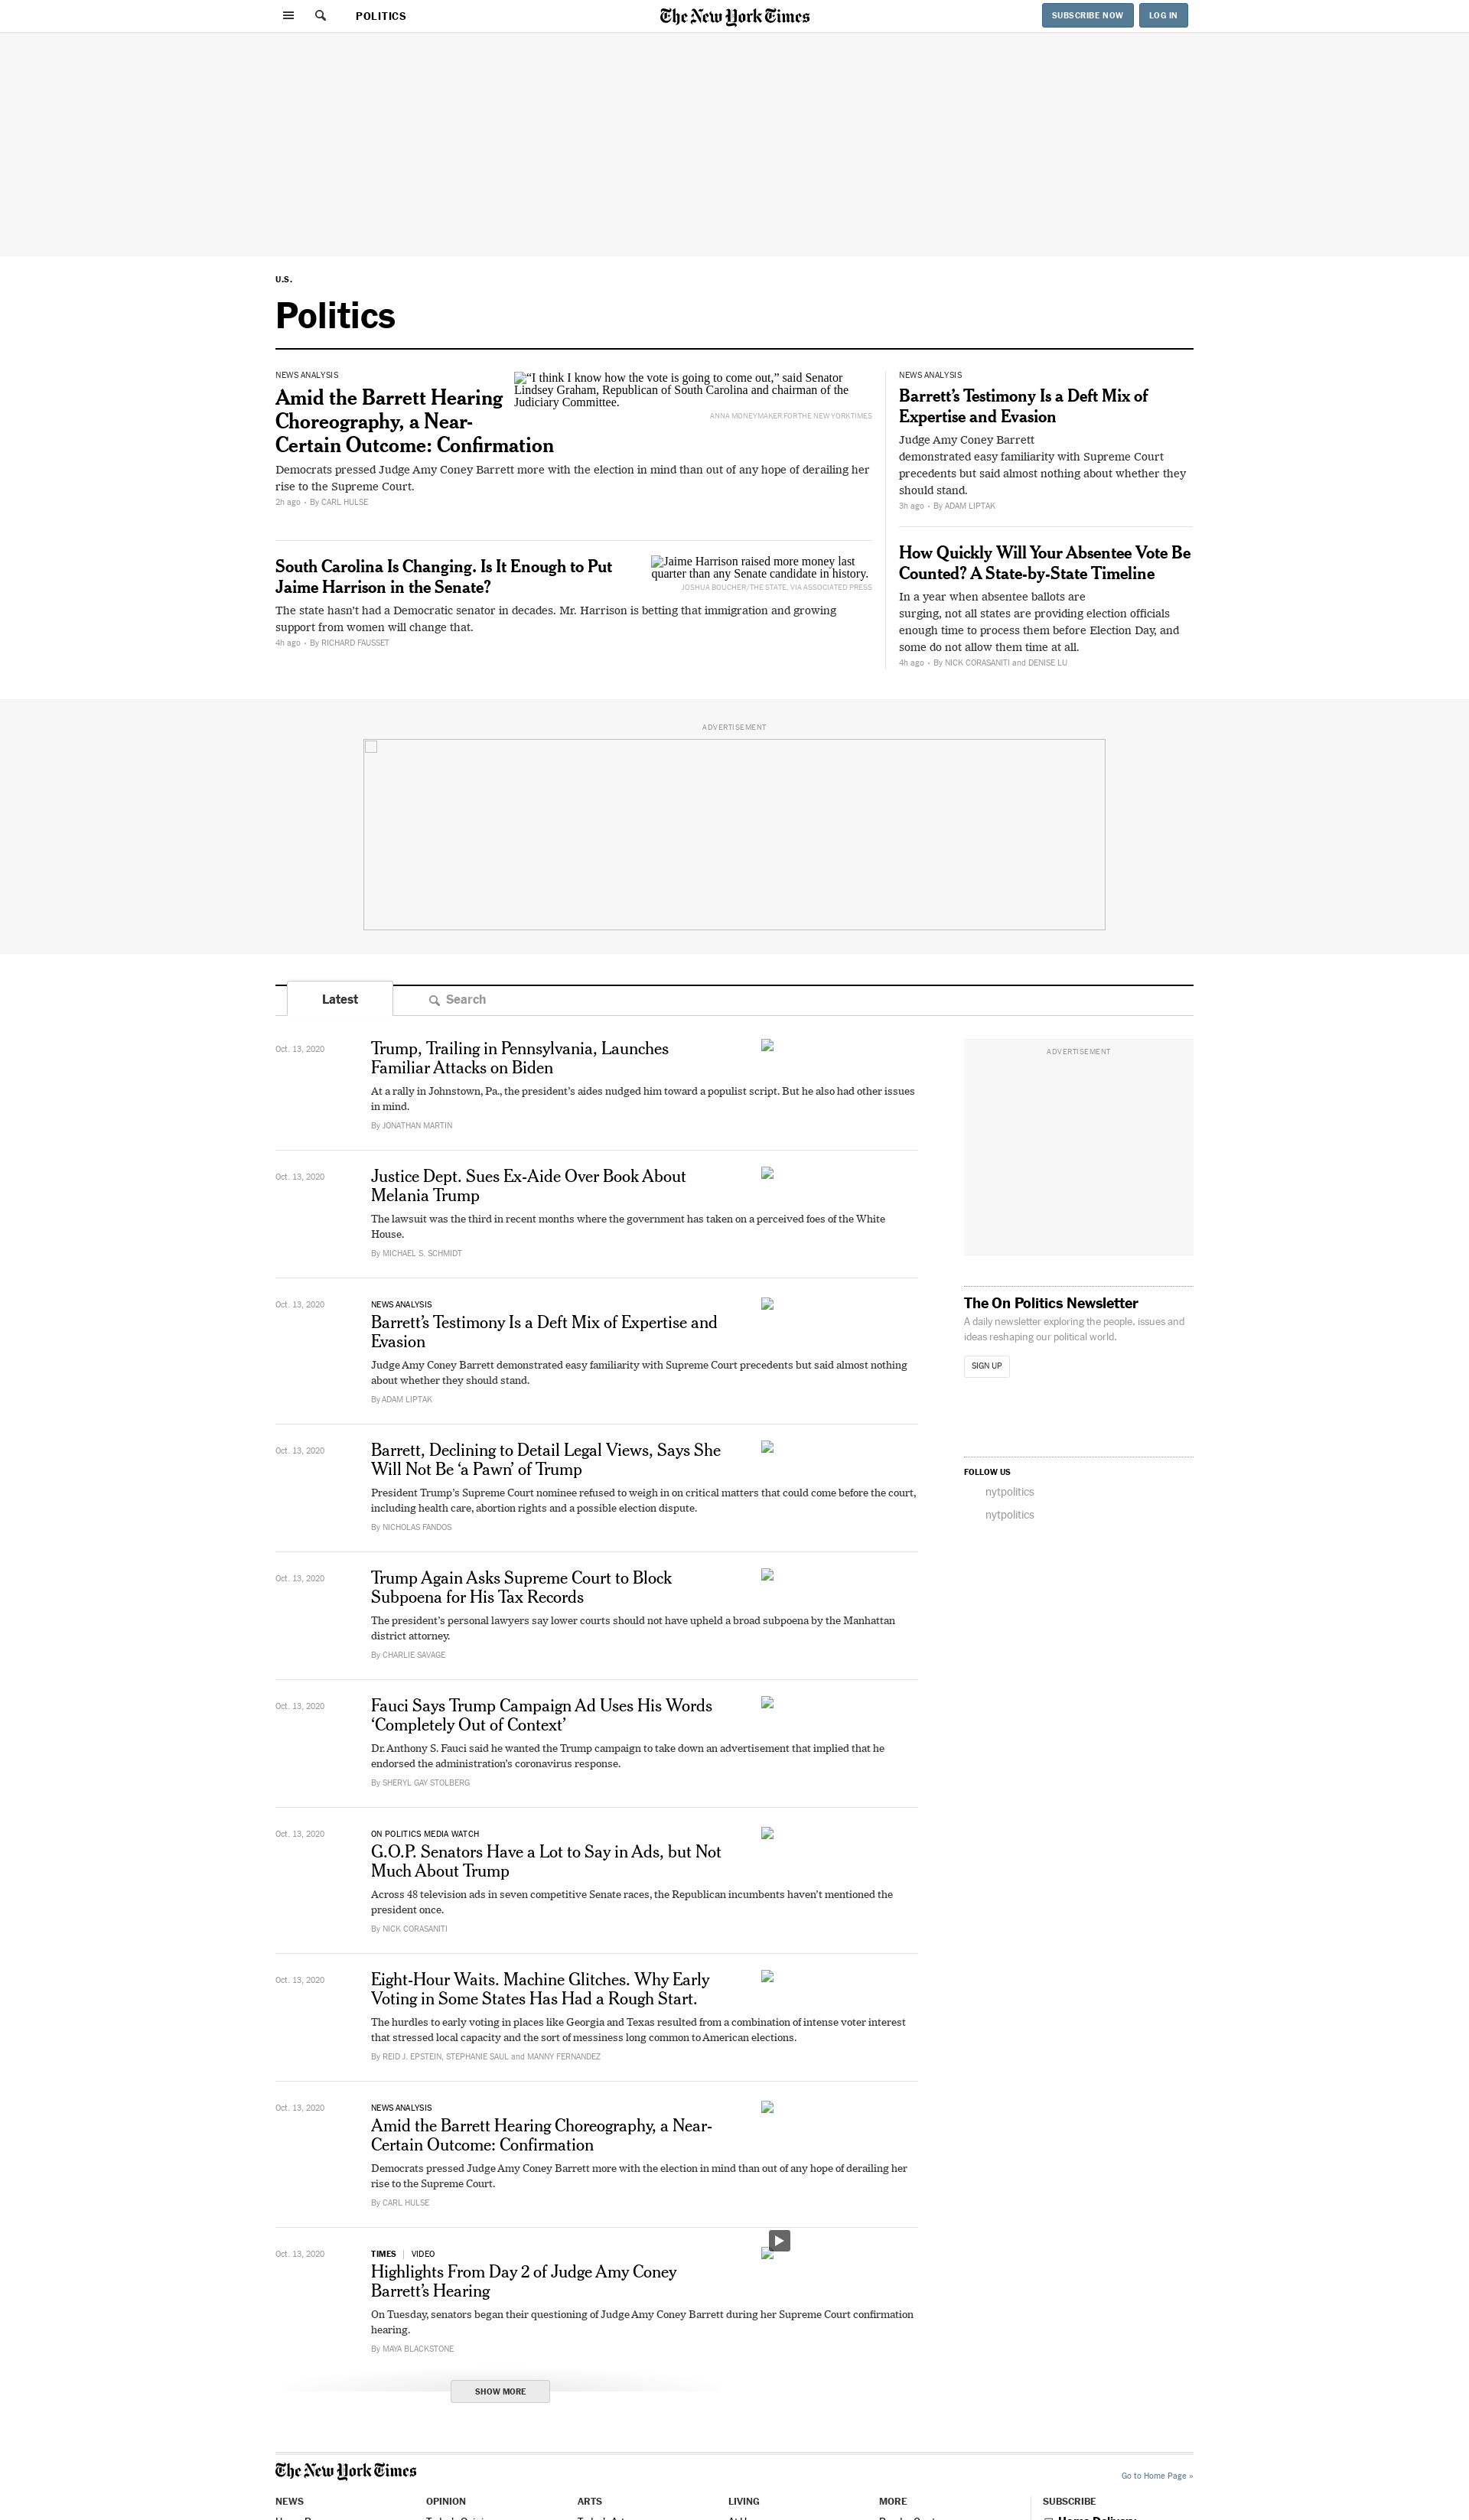 POLITICS
The New York Times
SUBSCRIBE NOW
LOG IN
U.S.
Politics
NEWS ANALYSIS
Amid the Barrett Hearing
Choreography, a Near-
Certain Outcome: Confirmation
“I think I know how the vote is going to come out,” said Senator
Lindsey Graham, Republican of South Carolina and chairman of the
Judiciary Committee.
ANNA MONEYMAKER FOR THE NEW YORK TIMES
Democrats pressed Judge Amy Coney Barrett more with the election in mind than out of any hope of derailing her
rise to the Supreme Court.
2h ago • By CARL HULSE
South Carolina Is Changing. Is It Enough to Put
Jaime Harrison in the Senate?
Jaime Harrison raised more money last
quarter than any Senate candidate in history.
JOSHUA BOUCHER/THE STATE, VIA ASSOCIATED PRESS
The state hasn’t had a Democratic senator in decades. Mr. Harrison is betting that immigration and growing
support from women will change that.
4h ago • By RICHARD FAUSSET
NEWS ANALYSIS
Barrett’s Testimony Is a Deft Mix of
Expertise and Evasion
Judge Amy Coney Barrett
demonstrated easy familiarity with Supreme Court
precedents but said almost nothing about whether they
should stand.
3h ago • By ADAM LIPTAK
How Quickly Will Your Absentee Vote Be
Counted? A State-by-State Timeline
In a year when absentee ballots are
surging, not all states are providing election officials
enough time to process them before Election Day, and
some do not allow them time at all.
4h ago • By NICK CORASANITI and DENISE LU
ADVERTISEMENT
Latest
Search
Oct. 13, 2020
Trump, Trailing in Pennsylvania, Launches
Familiar Attacks on Biden
At a rally in Johnstown, Pa., the president’s aides nudged him toward a populist script. But he also had other issues
in mind.
By JONATHAN MARTIN
Oct. 13, 2020
Justice Dept. Sues Ex-Aide Over Book About
Melania Trump
The lawsuit was the third in recent months where the government has taken on a perceived foes of the White
House.
By MICHAEL S. SCHMIDT
Oct. 13, 2020
NEWS ANALYSIS
Barrett’s Testimony Is a Deft Mix of Expertise and
Evasion
Judge Amy Coney Barrett demonstrated easy familiarity with Supreme Court precedents but said almost nothing
about whether they should stand.
By ADAM LIPTAK
Oct. 13, 2020
Barrett, Declining to Detail Legal Views, Says She
Will Not Be ‘a Pawn’ of Trump
President Trump’s Supreme Court nominee refused to weigh in on critical matters that could come before the court,
including health care, abortion rights and a possible election dispute.
By NICHOLAS FANDOS
Oct. 13, 2020
Trump Again Asks Supreme Court to Block
Subpoena for His Tax Records
The president’s personal lawyers say lower courts should not have upheld a broad subpoena by the Manhattan
district attorney.
By CHARLIE SAVAGE
Oct. 13, 2020
Fauci Says Trump Campaign Ad Uses His Words
‘Completely Out of Context’
Dr. Anthony S. Fauci said he wanted the Trump campaign to take down an advertisement that implied that he
endorsed the administration’s coronavirus response.
By SHERYL GAY STOLBERG
Oct. 13, 2020
ON POLITICS MEDIA WATCH
G.O.P. Senators Have a Lot to Say in Ads, but Not
Much About Trump
Across 48 television ads in seven competitive Senate races, the Republican incumbents haven’t mentioned the
president once.
By NICK CORASANITI
Oct. 13, 2020
Eight-Hour Waits. Machine Glitches. Why Early
Voting in Some States Has Had a Rough Start.
The hurdles to early voting in places like Georgia and Texas resulted from a combination of intense voter interest
that stressed local capacity and the sort of messiness long common to American elections.
By REID J. EPSTEIN, STEPHANIE SAUL and MANNY FERNANDEZ
Oct. 13, 2020
NEWS ANALYSIS
Amid the Barrett Hearing Choreography, a Near-
Certain Outcome: Confirmation
Democrats pressed Judge Amy Coney Barrett more with the election in mind than out of any hope of derailing her
rise to the Supreme Court.
By CARL HULSE
Oct. 13, 2020
TIMES | VIDEO
Highlights From Day 2 of Judge Amy Coney
Barrett’s Hearing
On Tuesday, senators began their questioning of Judge Amy Coney Barrett during her Supreme Court confirmation
hearing.
By MAYA BLACKSTONE
SHOW MORE
ADVERTISEMENT
The On Politics Newsletter
A daily newsletter exploring the people, issues and
ideas reshaping our political world.
SIGN UP
FOLLOW US
nytpolitics
nytpolitics
The New York Times
Go to Home Page »
NEWS
OPINION
ARTS
LIVING
MORE
SUBSCRIBE